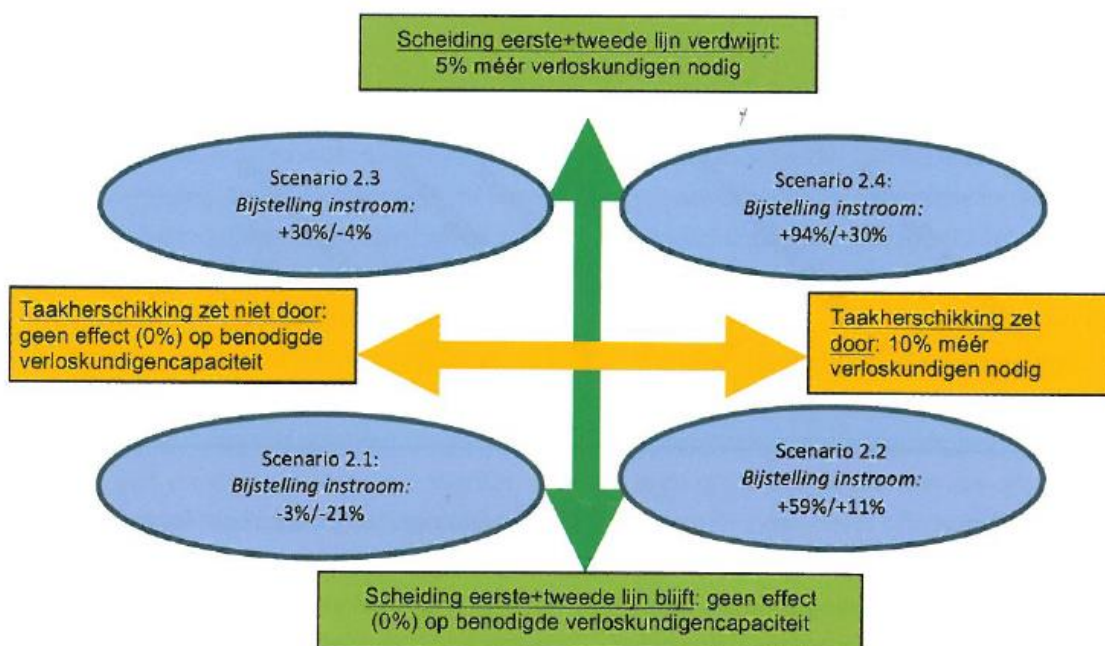 Scheiding eerste+tweede lijn verdwijnt:
5% méér verloskundigen nodig
Scenario 2.3
Bijstelling instroom:
+30%/-4%
Scenario 2.4:
Bijstelling instroom:
+94%/+30%
Taakherschikking zet niet door:
geen effect (0%) op benodigde
verloskundigencapaciteit
Taakherschikking zet
door: 10% méér
verloskundigen nodig
Scenario 2.1:
Bijstelling instroom:
-3%/-21%
Scenario 2.2
Bijstelling instroom:
+59%/+11%
Scheiding eerste+tweede lijn blijft: geen effect
(0%) op benodigde verloskundigencapaciteit